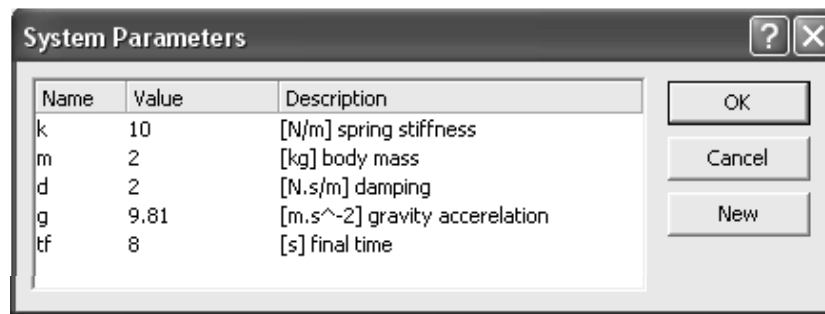 System Parameters
Name Value Description
k 10 [N/m] spring stiffness
m 2 [kg] body mass
d 2 [N.s/m] damping
g 9.81 [m.s^-2] gravity accerelation
tf 8 [s] final time
OK
Cancel
New